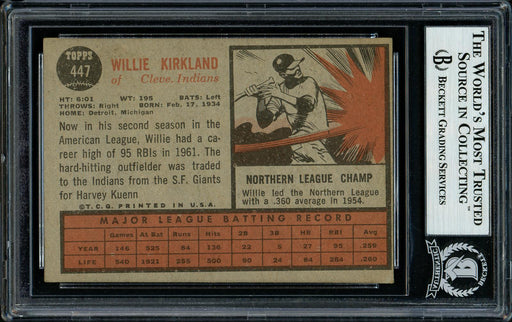 TOPPS
447
WILLIE KIRKLAND
of Cleve. Indians
HT: 6:01 WT: 195 BATS: Left
THROWS: Right BORN: Feb. 17, 1934
HOME: Detroit, Michigan
Now in his second season in the
American League, Willie had a ca-
reer high of 95 RBIs in 1961. The
hard-hitting outfielder was traded
to the Indians from the S.F. Giants
for Harvey Kuenn
©T.C.G. PRINTED IN U.S.A.
NORTHERN LEAGUE CHAMP
Willie led the Northern League
with a .360 average in 1954.
MAJOR LEAGUE BATTING RECORD
Games At Bat Runs Hits 2B 3B HR RBI Avg.
YEAR 146 525 84 136 22 5 27 95 .259
LIFE 540 1921 285 500 90 24 84 284 .260
THE WORLD'S MOST TRUSTED
SOURCE IN COLLECTING™
(B) BECKETT GRADING SERVICES
BECKETT
AUTHENTIC